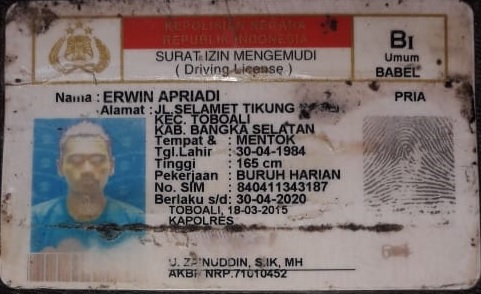 KEPOLISIAN NEGARA
REPUBLIK INDONESIA
SURAT IZIN MENGEMUDI
( Driving License )
BI
Umum
BABEL
Nama : ERWIN APRIADI
PRIA
Alamat : JL SELAMET TIKUNG
KEC. TOBOALI
KAB. BANGKA SELATAN
Tempat & : MENTOK
Tgl.Lahir : 30-04-1984
Tinggi : 165 cm
Pekerjaan : BURUH HARIAN
No. SIM : 840411343187
Berlaku s/d : 30-04-2020
TOBOALI, 18-03-2015
KAPOLRES
ZAINUDDIN, S.IK, MH
AKBP NRP.71010452